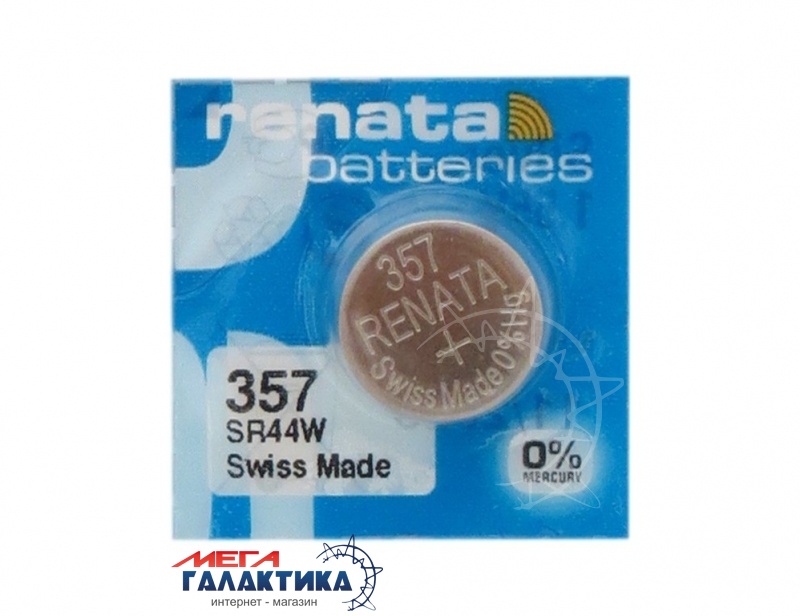 renata
batteries
357
RENATA
+
Swiss Made 0%Hg
357
SR44W
Swiss Made
0%
MERCURY
МЕГА
ГАЛАКТИКА
интернет - магазин